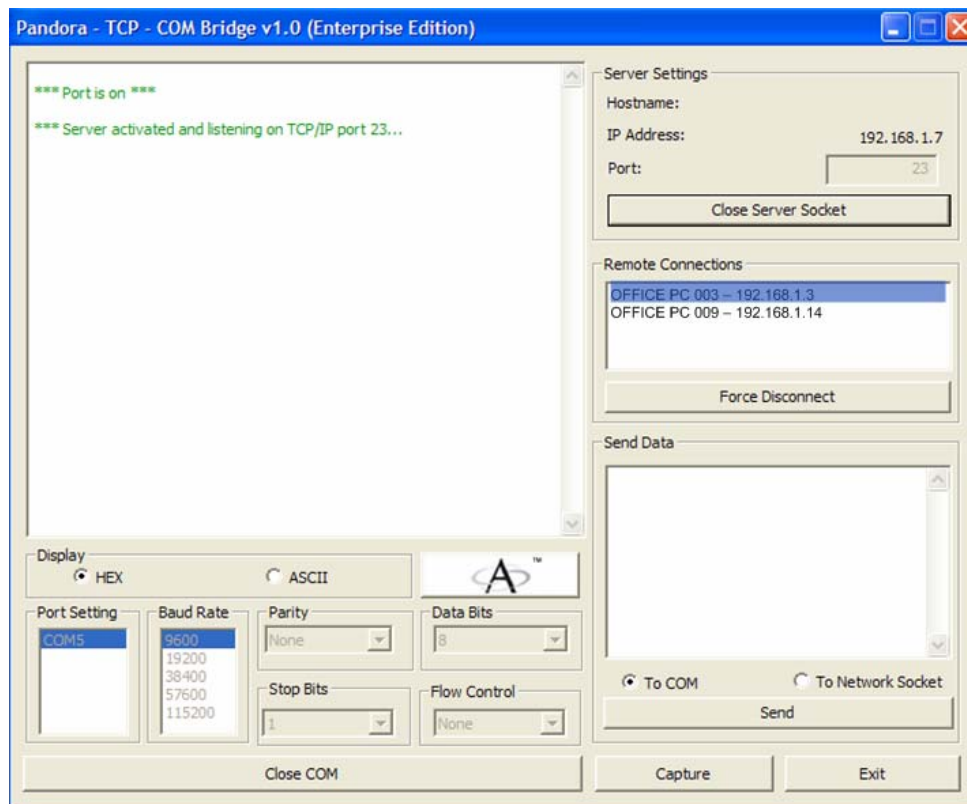 Pandora - TCP - COM Bridge v1.0 (Enterprise Edition)
*** Port is on ***
*** Server activated and listening on TCP/IP port 23...
Server Settings
Hostname:
IP Address: 192.168.1.7
Port: 23
Close Server Socket
Remote Connections
OFFICE PC 003 – 192.168.1.3
OFFICE PC 009 – 192.168.1.14
Force Disconnect
Send Data
To COM To Network Socket
Send
Display
HEX ASCII
A™
Port Setting
COM5
Baud Rate
9600
19200
38400
57600
115200
Parity
None
Data Bits
8
Stop Bits
1
Flow Control
None
Close COM
Capture
Exit